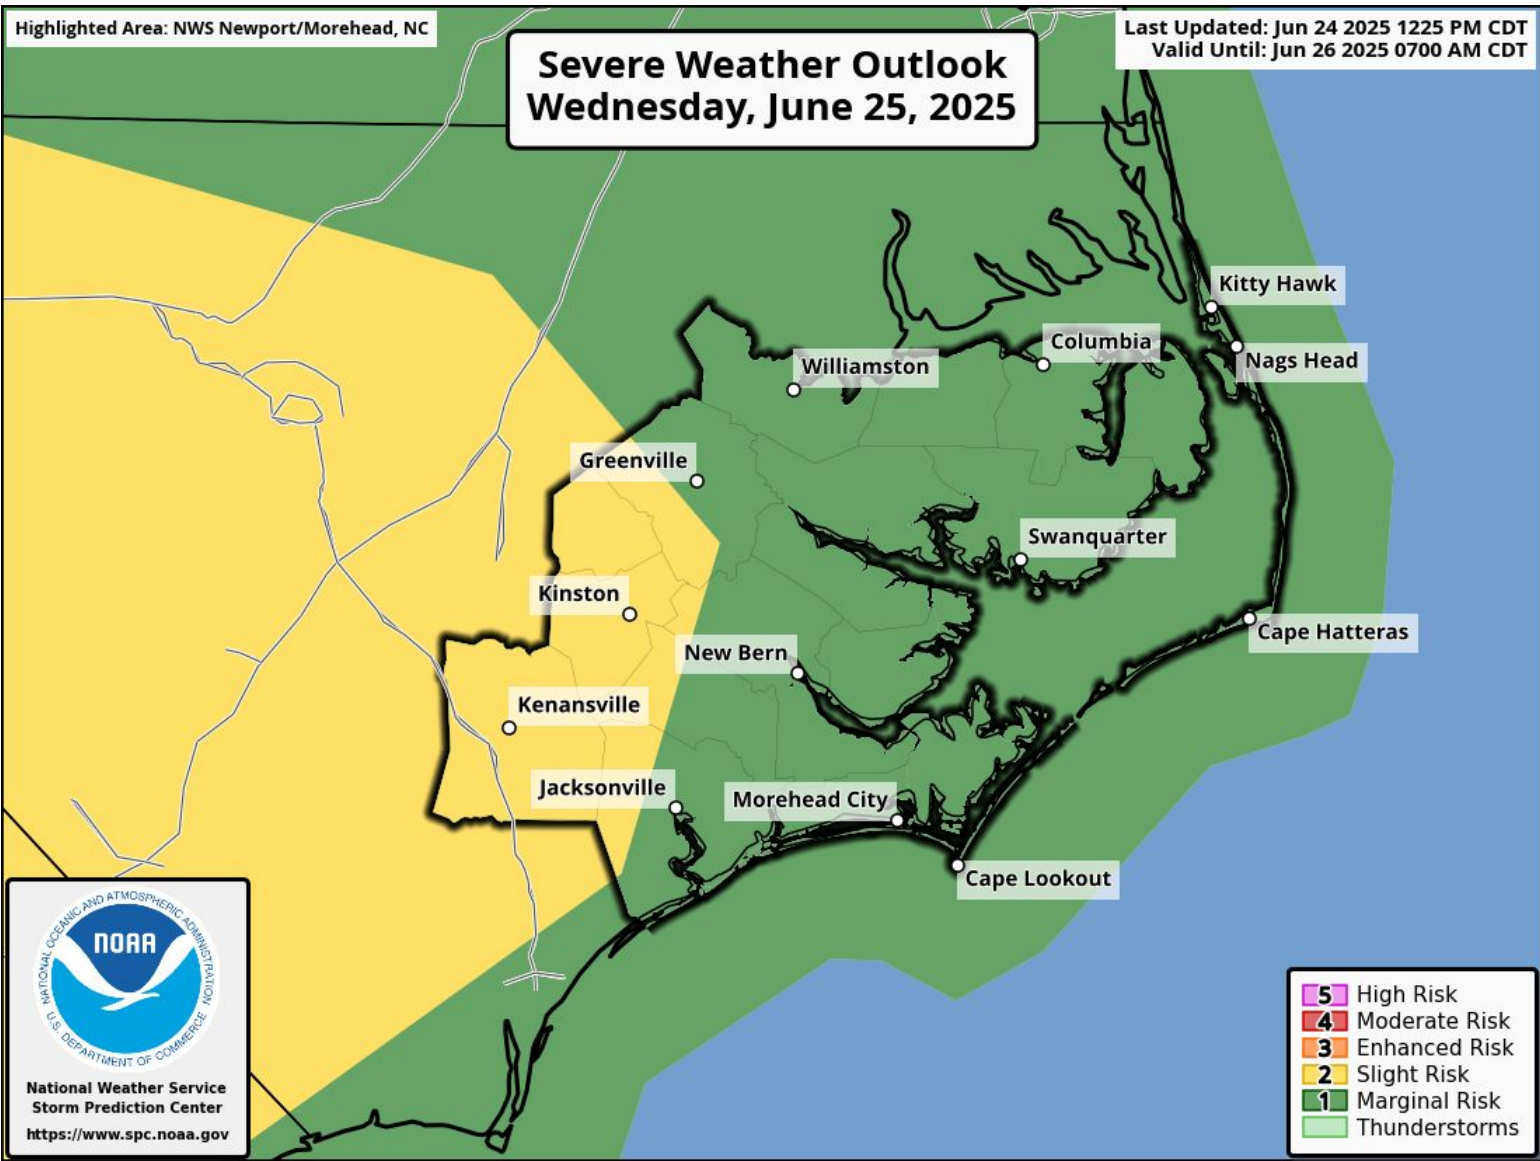 Highlighted Area: NWS Newport/Morehead, NC
Severe Weather Outlook
Wednesday, June 25, 2025
Last Updated: Jun 24 2025 1225 PM CDT
Valid Until: Jun 26 2025 0700 AM CDT
Kitty Hawk
Columbia
Nags Head
Williamston
Greenville
Swanquarter
Kinston
Cape Hatteras
New Bern
Kenansville
Jacksonville
Morehead City
Cape Lookout
NATIONAL OCEANIC AND ATMOSPHERIC ADMINISTRATION
NOAA
U.S. DEPARTMENT OF COMMERCE
National Weather Service
Storm Prediction Center
https://www.spc.noaa.gov
5 High Risk
4 Moderate Risk
3 Enhanced Risk
2 Slight Risk
1 Marginal Risk
Thunderstorms